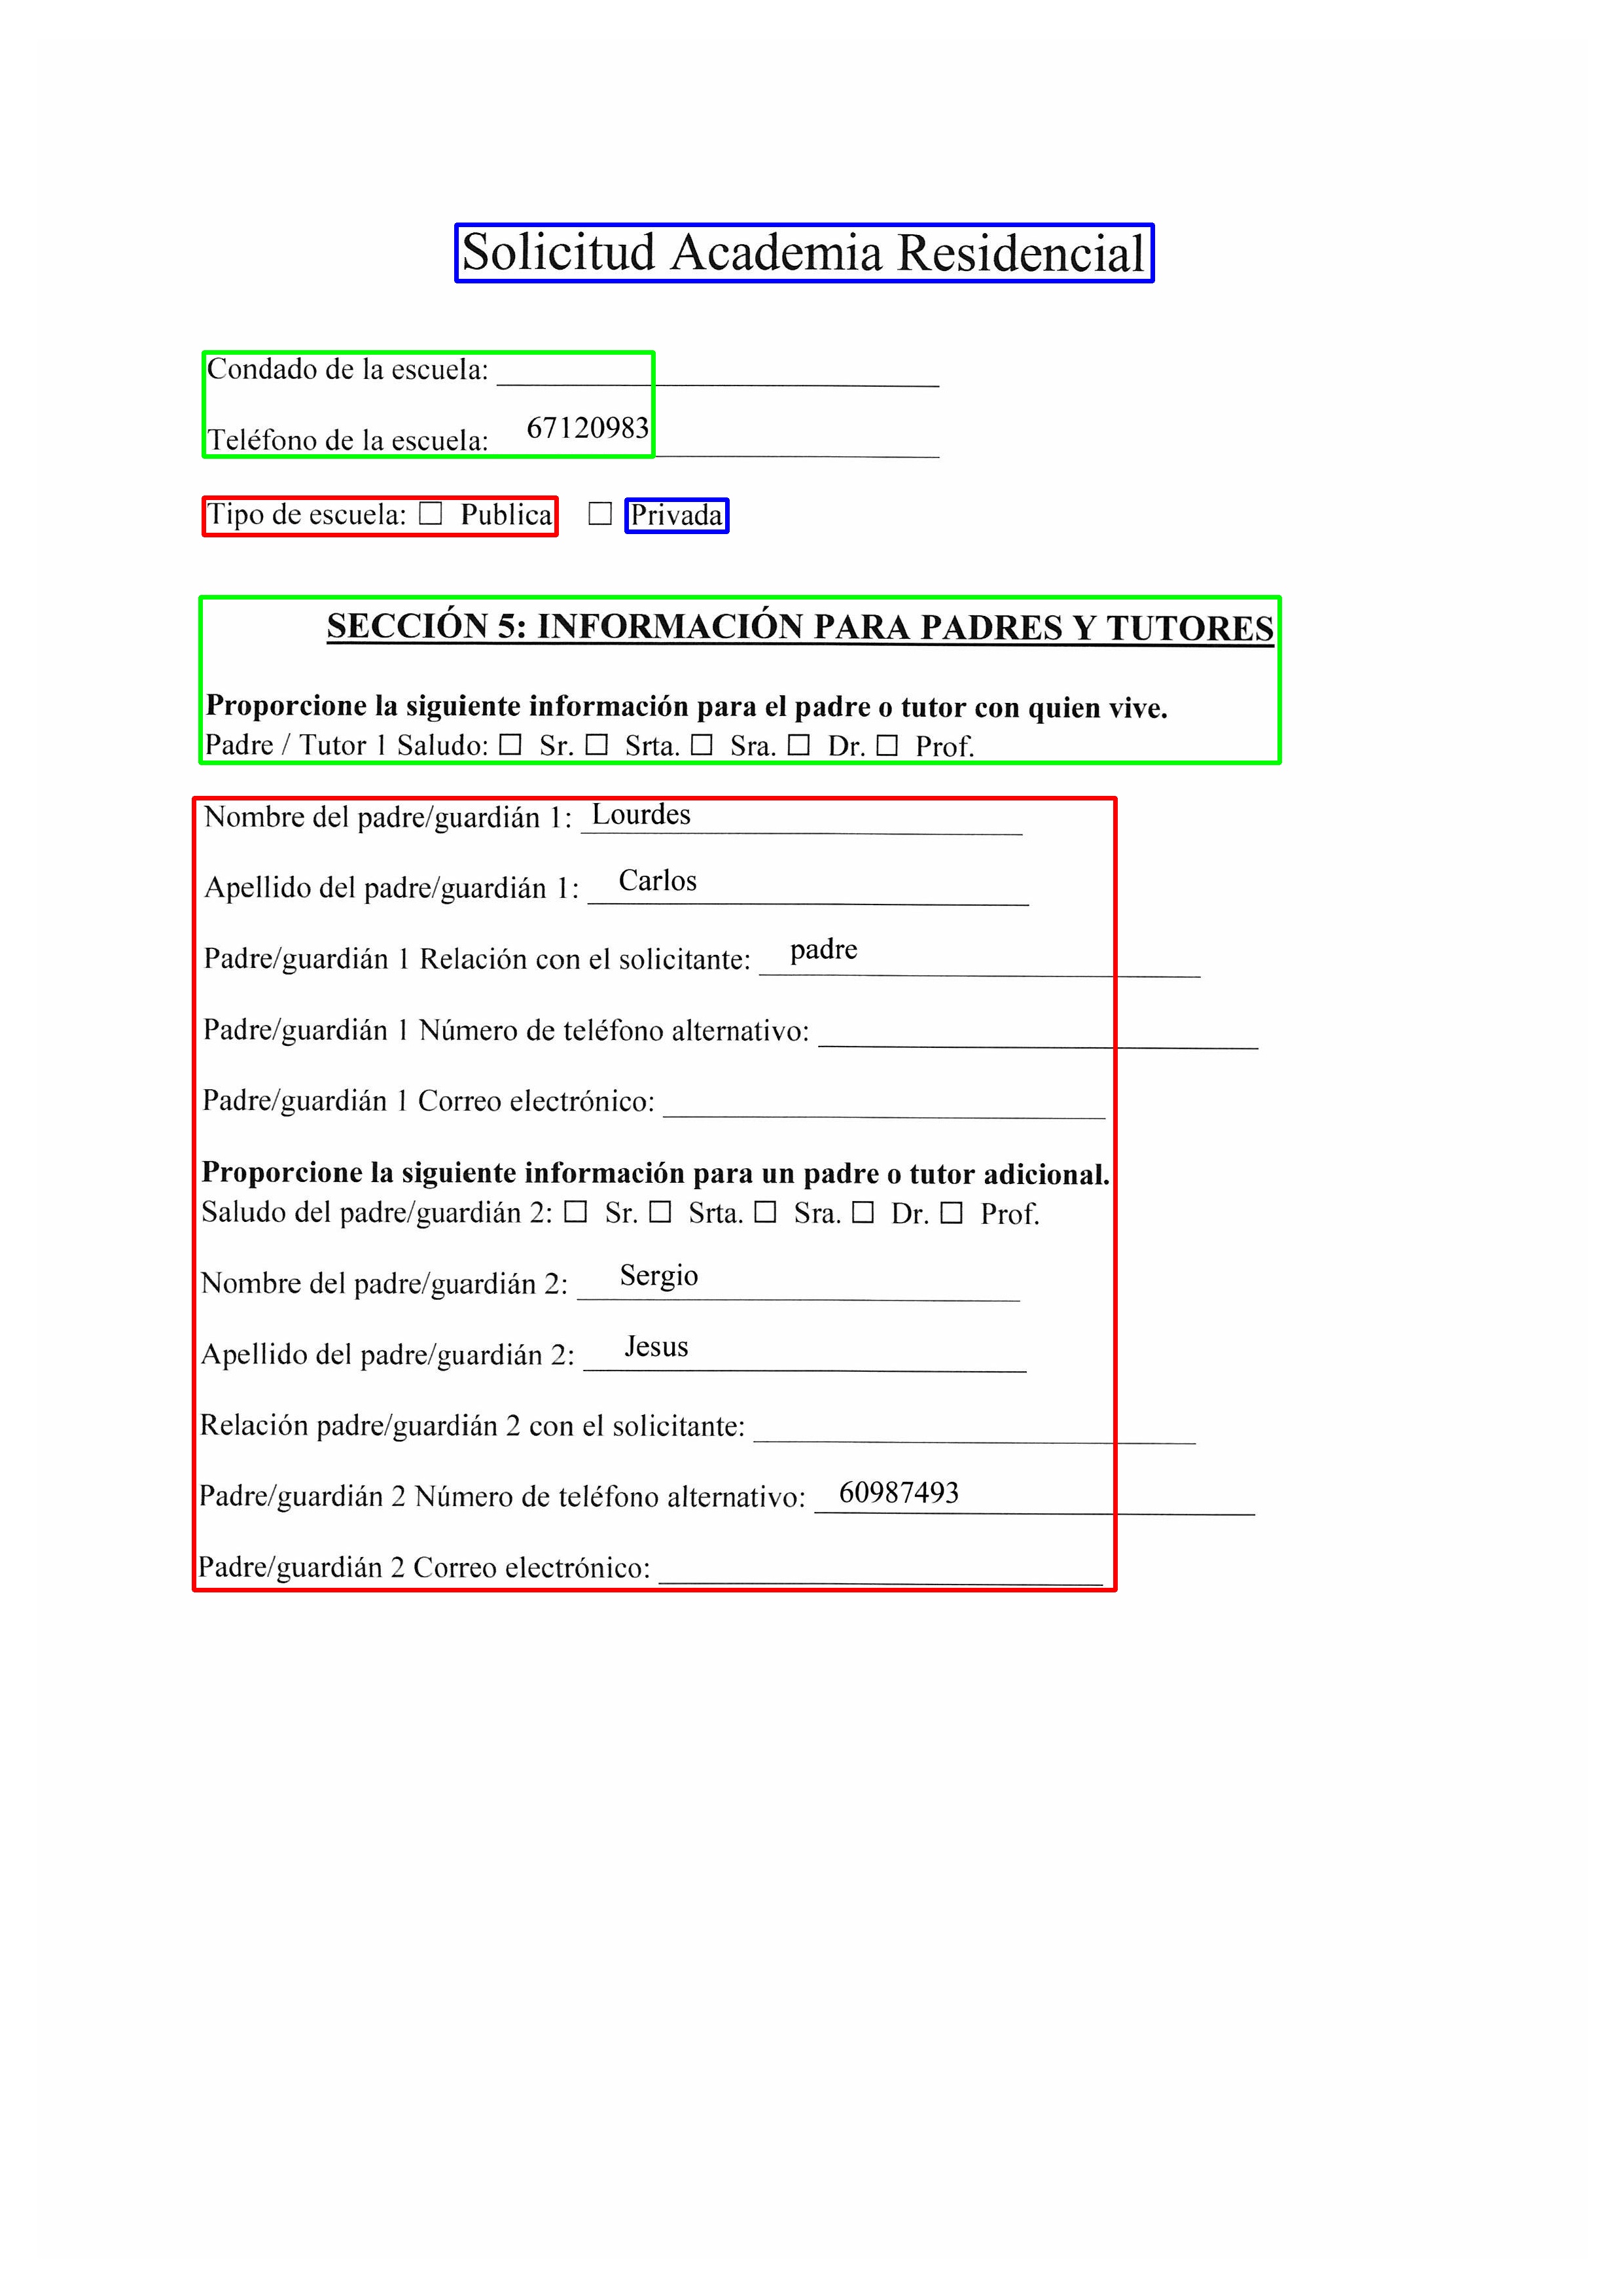 Solicitud Academia Residencial
Condado de la escuela:
Teléfono de la escuela: 67120983
Tipo de escuela: ☐ Publica ☐ Privada
SECCIÓN 5: INFORMACIÓN PARA PADRES Y TUTORES
Proporcione la siguiente información para el padre o tutor con quien vive.
Padre / Tutor 1 Saludo: ☐ Sr. ☐ Srta. ☐ Sra. ☐ Dr. ☐ Prof.
Nombre del padre/guardián 1: Lourdes
Apellido del padre/guardián 1: Carlos
Padre/guardián 1 Relación con el solicitante: padre
Padre/guardián 1 Número de teléfono alternativo:
Padre/guardián 1 Correo electrónico:
Proporcione la siguiente información para un padre o tutor adicional.
Saludo del padre/guardián 2: ☐ Sr. ☐ Srta. ☐ Sra. ☐ Dr. ☐ Prof.
Nombre del padre/guardián 2: Sergio
Apellido del padre/guardián 2: Jesus
Relación padre/guardián 2 con el solicitante:
Padre/guardián 2 Número de teléfono alternativo: 60987493
Padre/guardián 2 Correo electrónico: